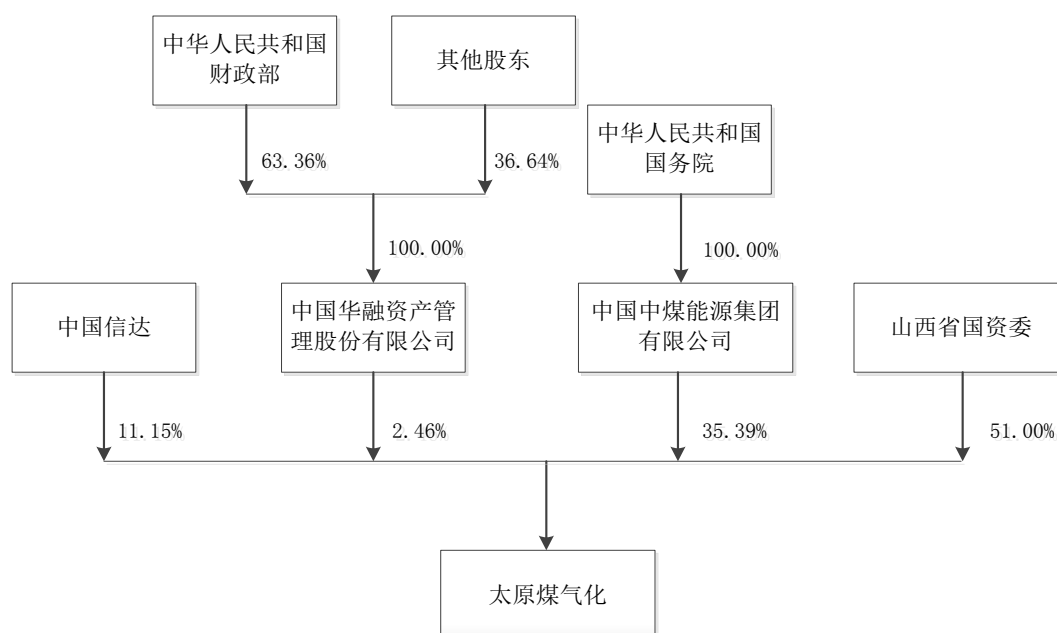 中华人民共和国
财政部
其他股东
中华人民共和国
国务院
63.36%
36.64%
100.00%
100.00%
中国信达
中国华融资产管
理股份有限公司
中国中煤能源集团
有限公司
山西省国资委
11.15%
2.46%
35.39%
51.00%
太原煤气化